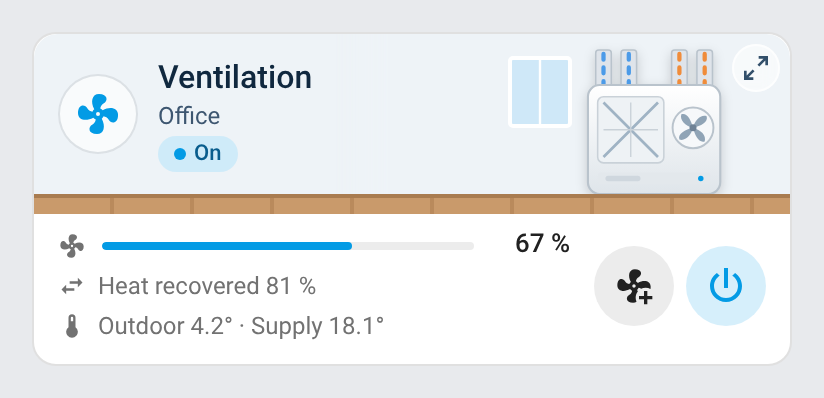 Ventilation
Office
On
67 %
Heat recovered 81 %
Outdoor 4.2° · Supply 18.1°